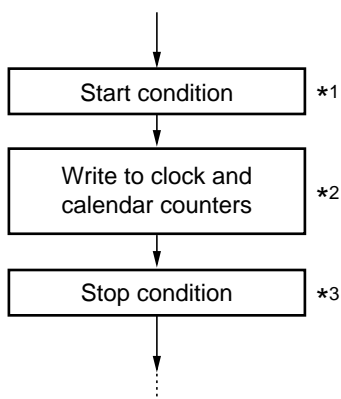 Start condition *1
Write to clock and
calendar counters *2
Stop condition *3